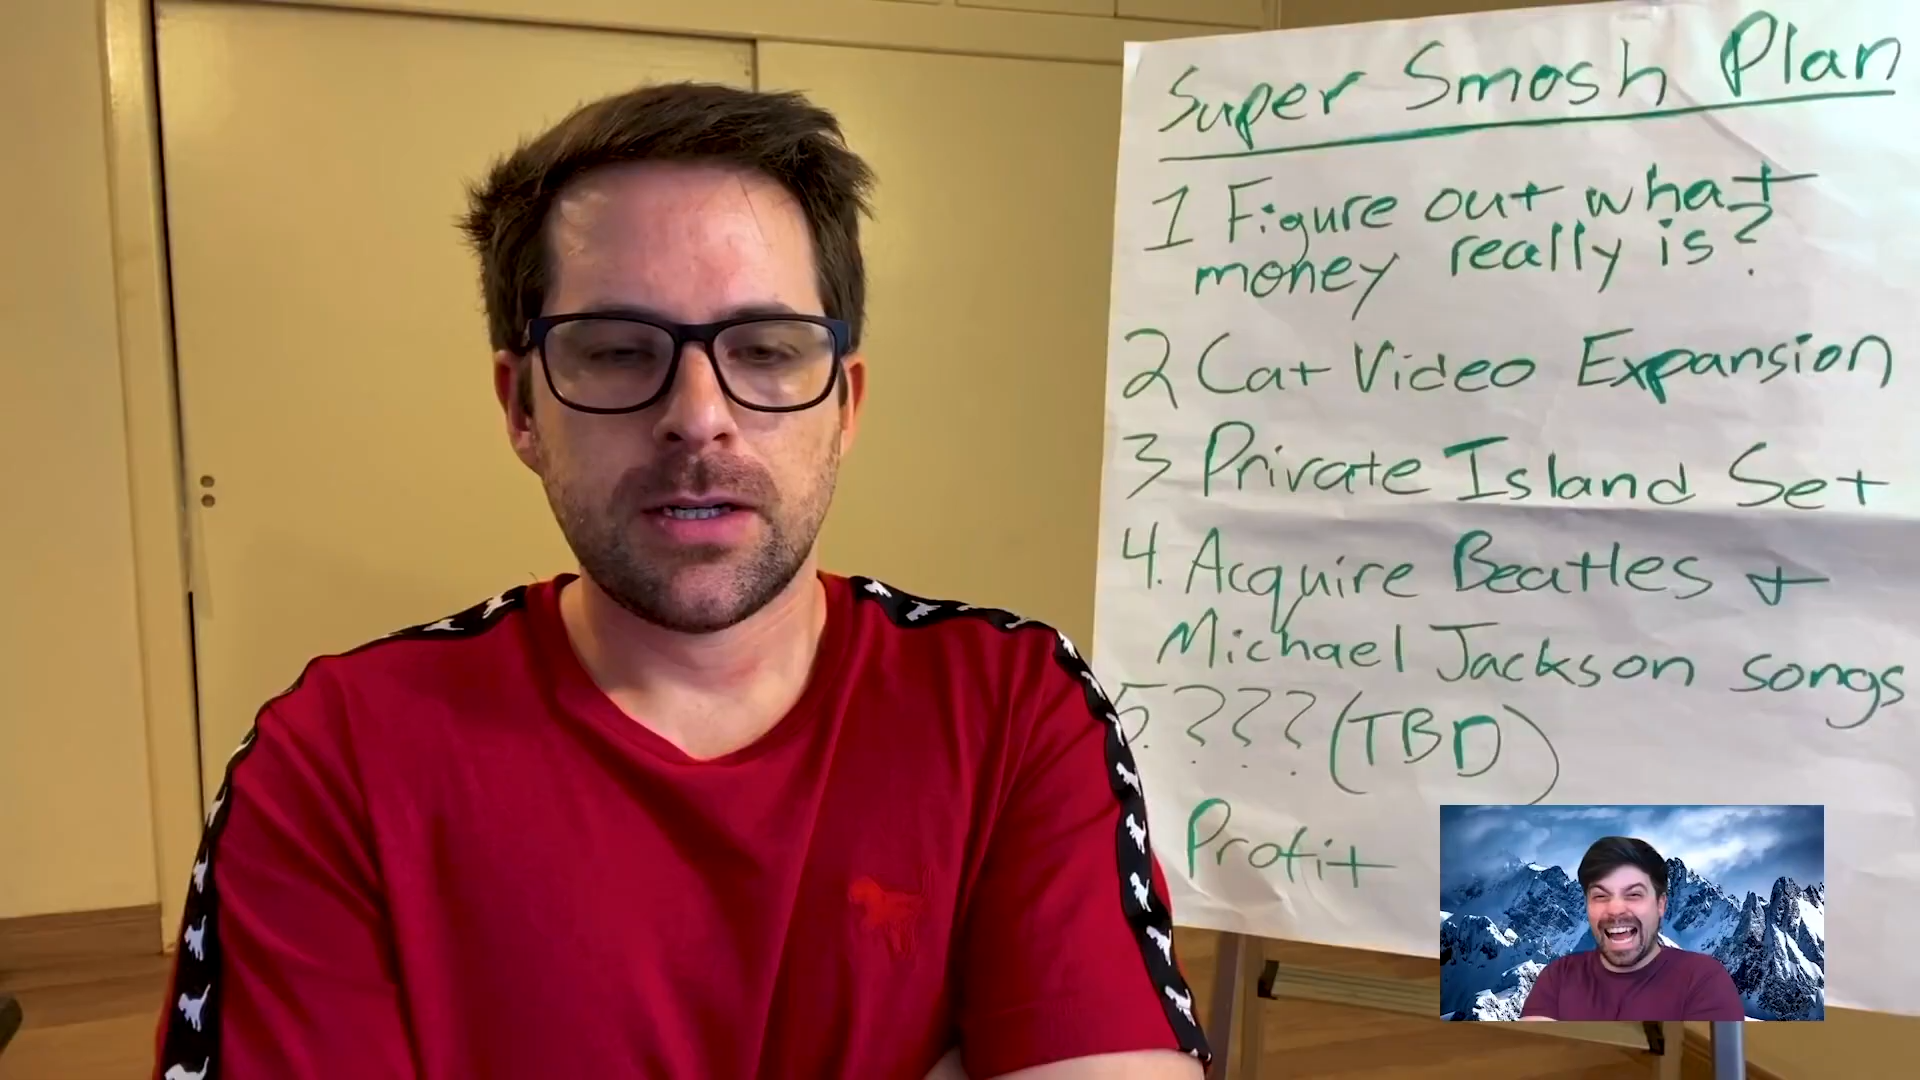 Super Smosh Plan
1 Figure out what
money really is?
2 Cat Video Expansion
3 Private Island Set
4. Acquire Beatles +
Michael Jackson songs
5. ??? (TBD)
Profit